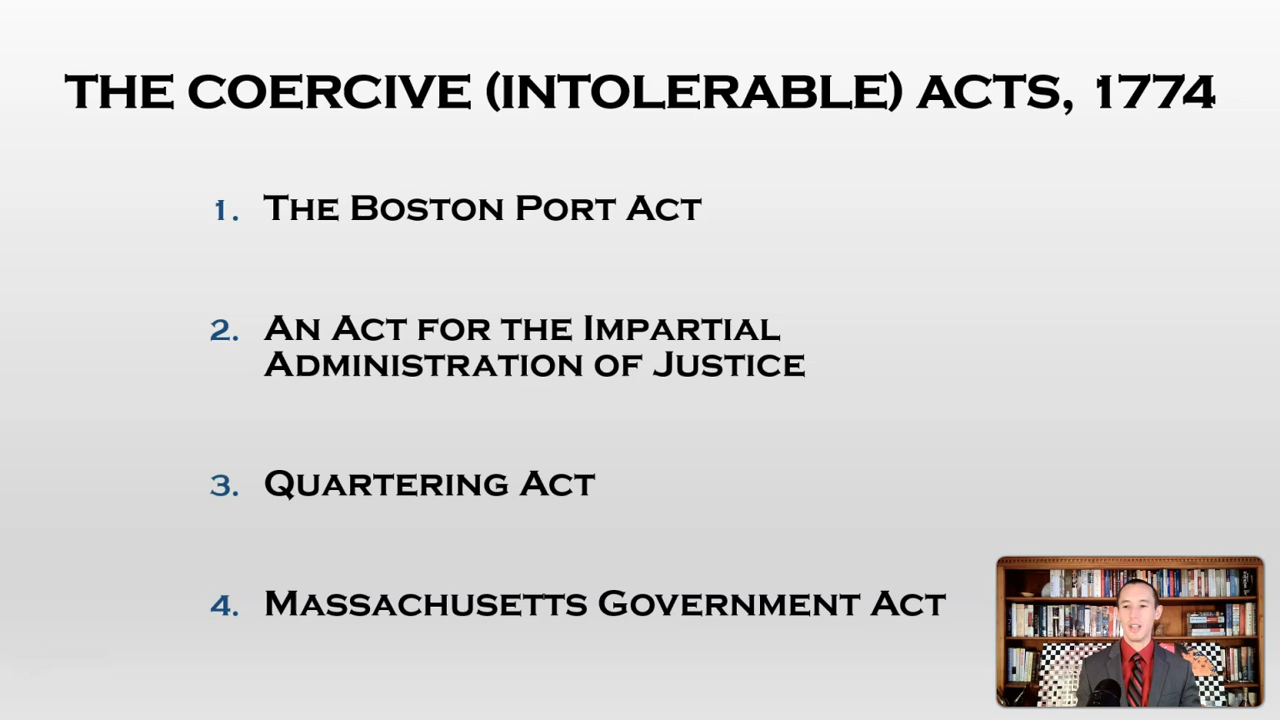 THE COERCIVE (INTOLERABLE) ACTS, 1774
1. THE BOSTON PORT ACT
2. AN ACT FOR THE IMPARTIAL
ADMINISTRATION OF JUSTICE
3. QUARTERING ACT
4. MASSACHUSETTS GOVERNMENT ACT